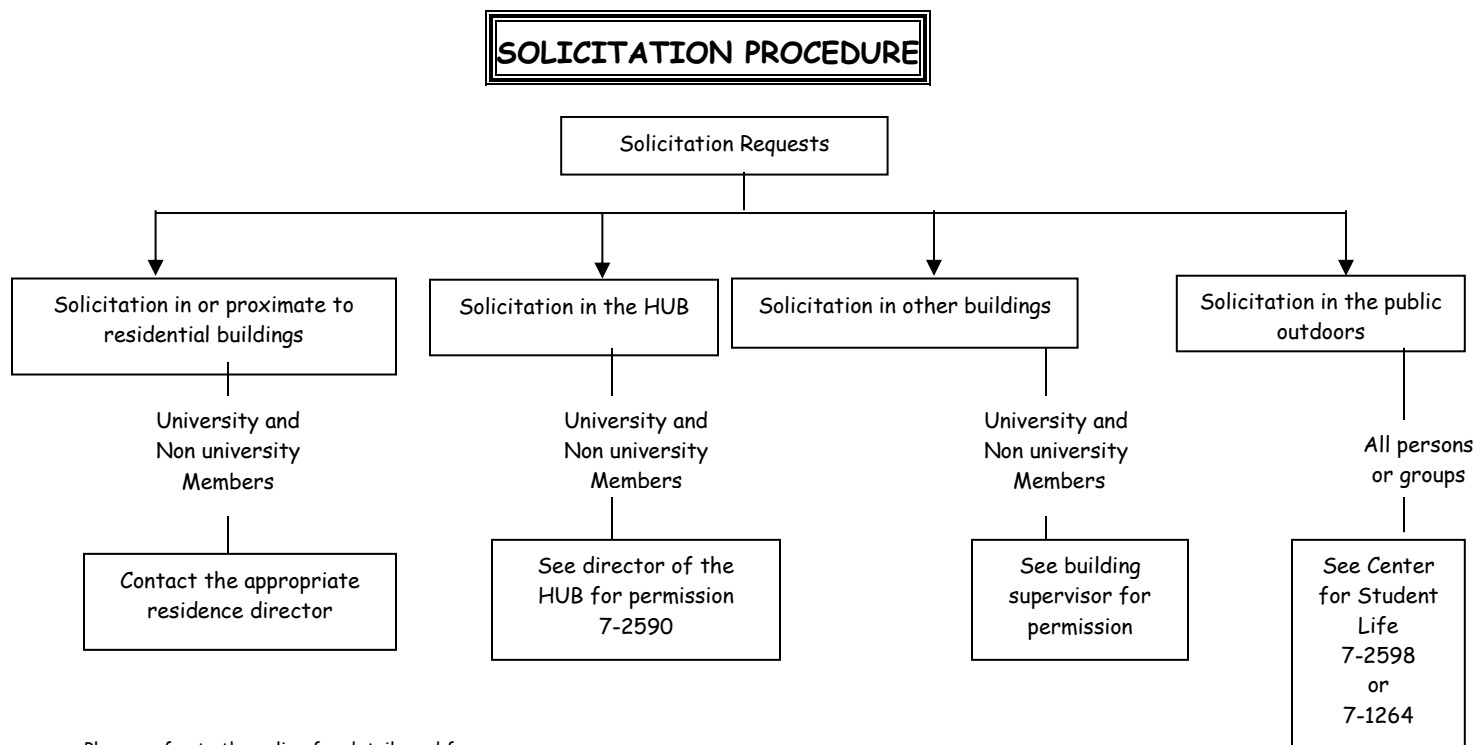 SOLICITATION PROCEDURE
Solicitation Requests
Solicitation in or proximate to
residential buildings
Solicitation in the HUB
Solicitation in other buildings
Solicitation in the public
outdoors
University and
Non university
Members
University and
Non university
Members
University and
Non university
Members
All persons
or groups
Contact the appropriate
residence director
See director of the
HUB for permission
7-2590
See building
supervisor for
permission
See Center
for Student
Life
7-2598
or
7-1264